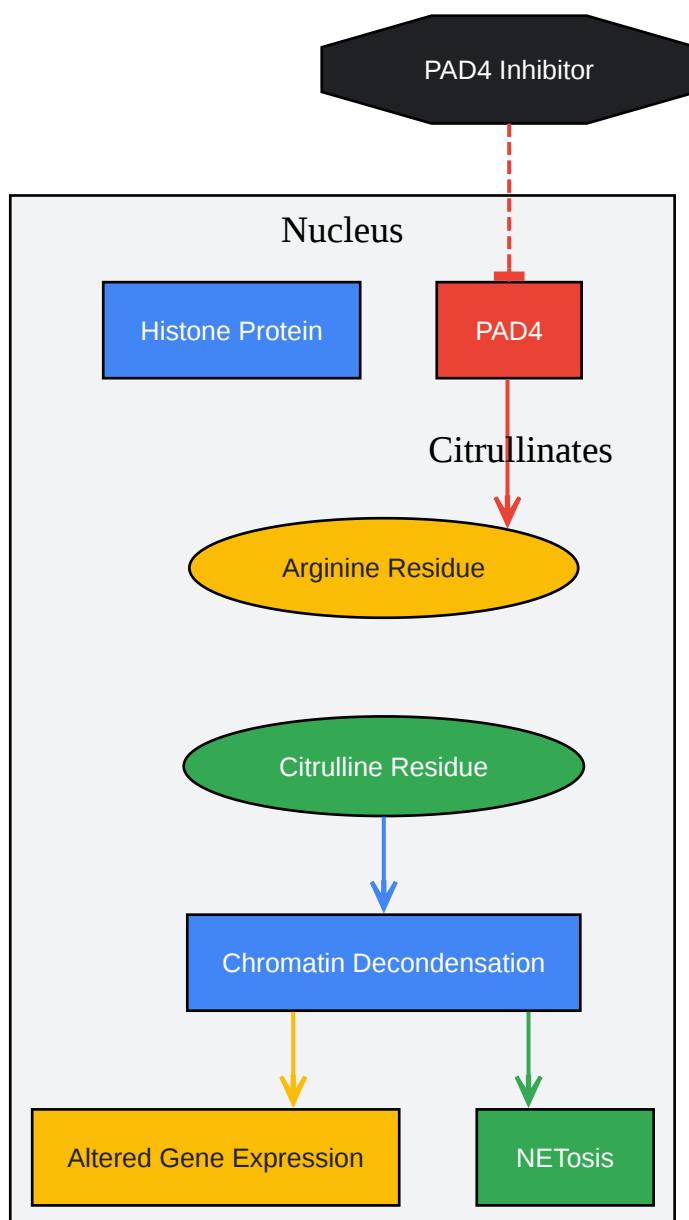 PAD4 Inhibitor
Nucleus
Histone Protein
PAD4
Citrullinates
Arginine Residue
Citrulline Residue
Chromatin Decondensation
Altered Gene Expression
NETosis